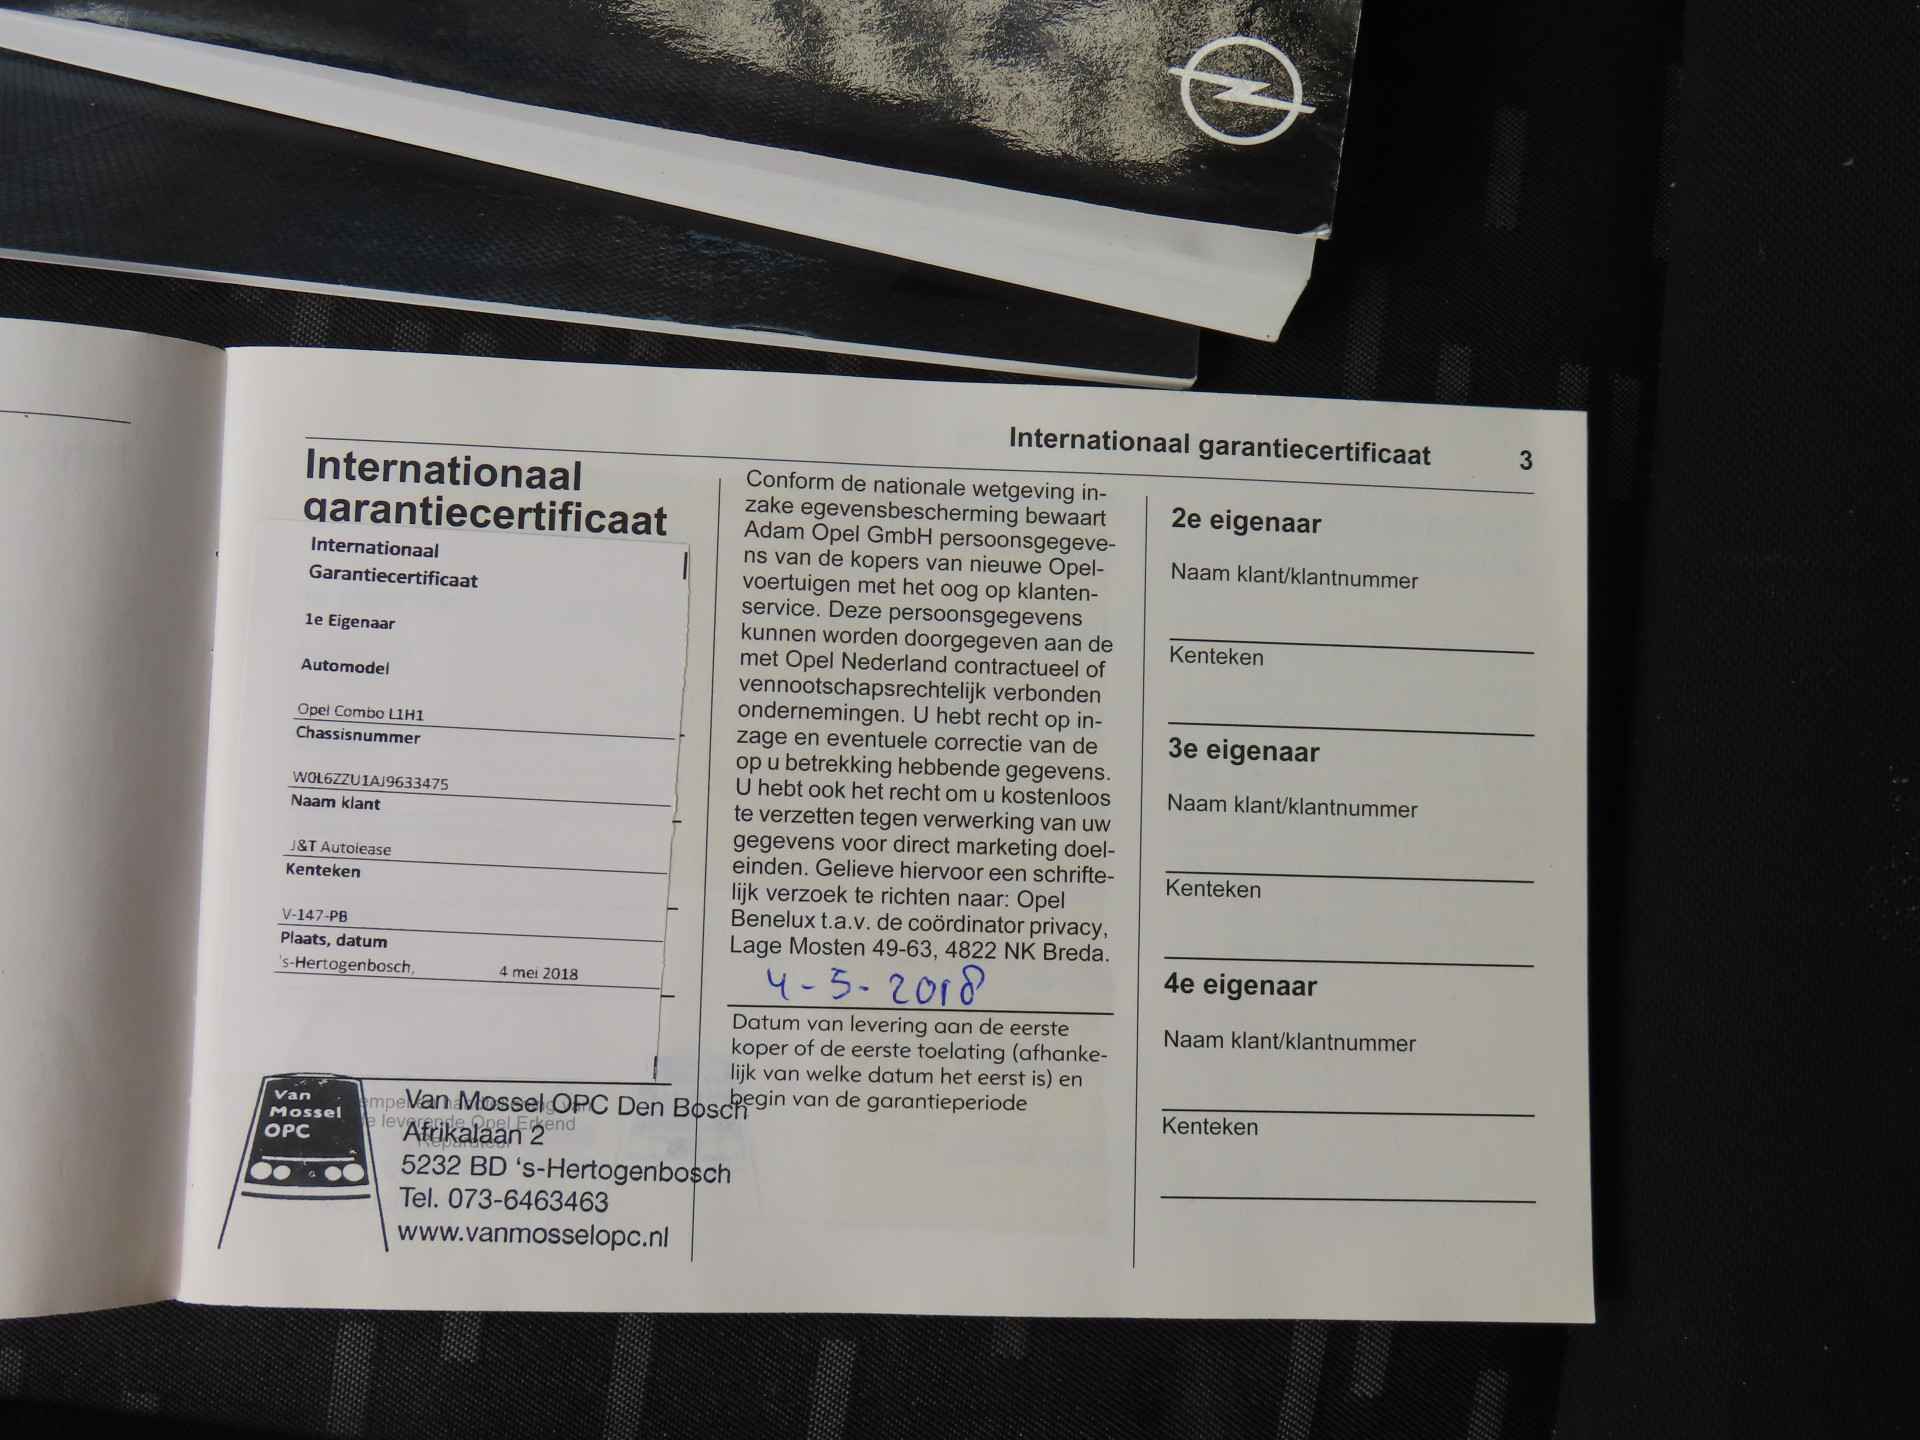 Internationaal garantiecertificaat 3
Internationaal
garantiecertificaat
Internationaal
Garantiecertificaat
1e Eigenaar
Automodel
Opel Combo L1H1
Chassisnummer
W0L6ZZU1AJ9633475
Naam klant
J&T Autolease
Kenteken
V-147-PB
Plaats, datum
's-Hertogenbosch, 4 mei 2018
Van
Mossel
OPC
Van Mossel OPC Den Bosch
Afrikalaan 2
5232 BD 's-Hertogenbosch
Tel. 073-6463463
www.vanmosselopc.nl
leverende Opel Erkend
Conform de nationale wetgeving in-
zake egevensbescherming bewaart
Adam Opel GmbH persoonsgegeve-
ns van de kopers van nieuwe Opel-
voertuigen met het oog op klanten-
service. Deze persoonsgegevens
kunnen worden doorgegeven aan de
met Opel Nederland contractueel of
vennootschapsrechtelijk verbonden
ondernemingen. U hebt recht op in-
zage en eventuele correctie van de
op u betrekking hebbende gegevens.
U hebt ook het recht om u kostenloos
te verzetten tegen verwerking van uw
gegevens voor direct marketing doel-
einden. Gelieve hiervoor een schrifte-
lijk verzoek te richten naar: Opel
Benelux t.a.v. de coördinator privacy,
Lage Mosten 49-63, 4822 NK Breda.
4-5-2018
Datum van levering aan de eerste
koper of de eerste toelating (afhanke-
lijk van welke datum het eerst is) en
begin van de garantieperiode
2e eigenaar
Naam klant/klantnummer
Kenteken
3e eigenaar
Naam klant/klantnummer
Kenteken
4e eigenaar
Naam klant/klantnummer
Kenteken